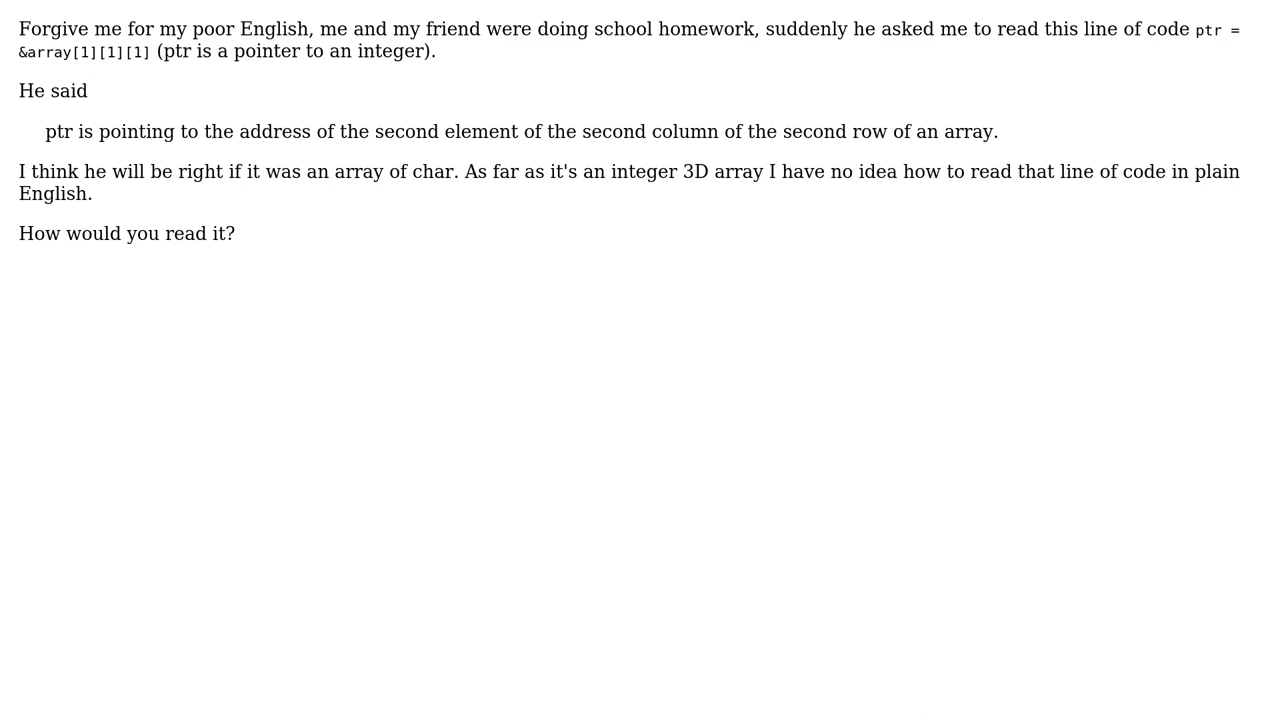 Forgive me for my poor English, me and my friend were doing school homework, suddenly he asked me to read this line of code ptr =
&array[1][1][1] (ptr is a pointer to an integer).
He said
ptr is pointing to the address of the second element of the second column of the second row of an array.
I think he will be right if it was an array of char. As far as it's an integer 3D array I have no idea how to read that line of code in plain
English.
How would you read it?